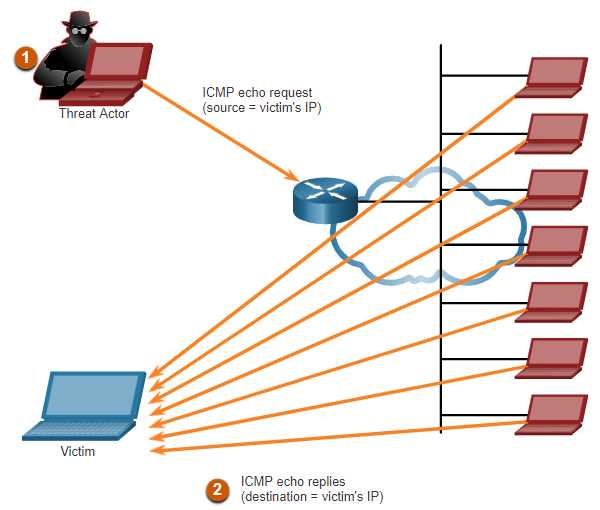 1
Threat Actor
ICMP echo request
(source = victim's IP)
Victim
2
ICMP echo replies
(destination = victim's IP)